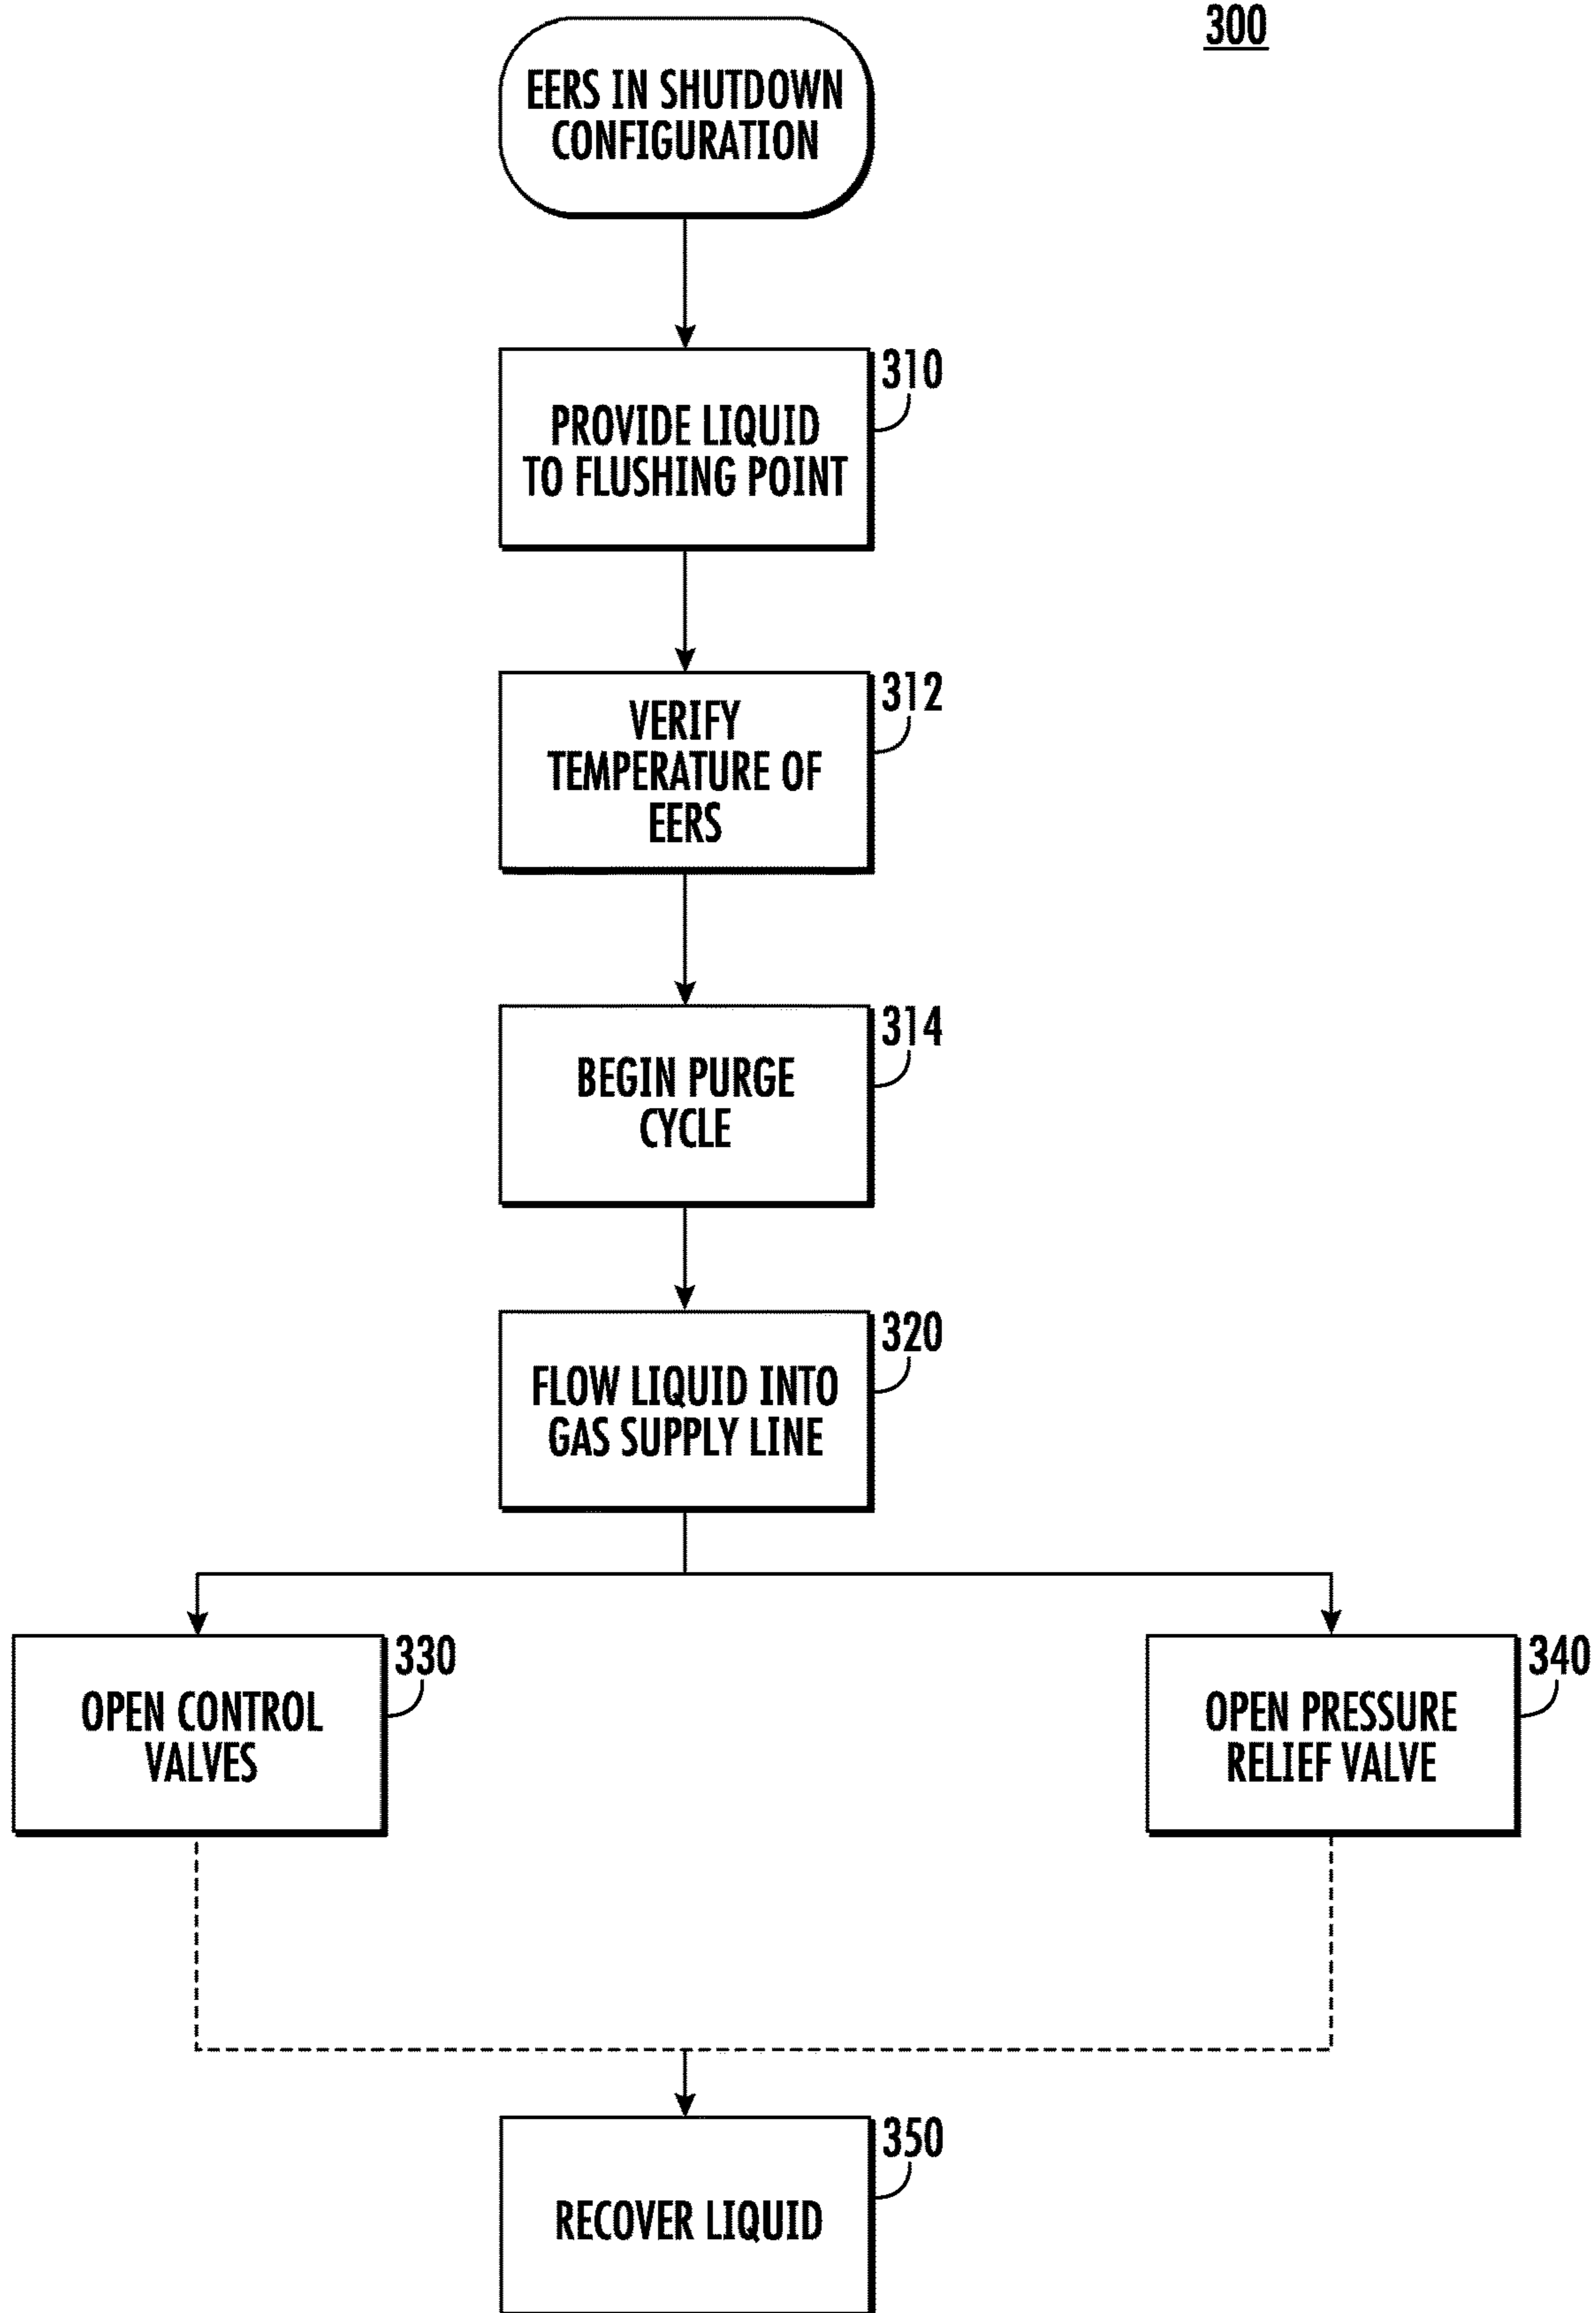 300
EERS IN SHUTDOWN
CONFIGURATION
310
PROVIDE LIQUID
TO FLUSHING POINT
312
VERIFY
TEMPERATURE OF
EERS
314
BEGIN PURGE
CYCLE
320
FLOW LIQUID INTO
GAS SUPPLY LINE
330
OPEN CONTROL
VALVES
340
OPEN PRESSURE
RELIEF VALVE
350
RECOVER LIQUID